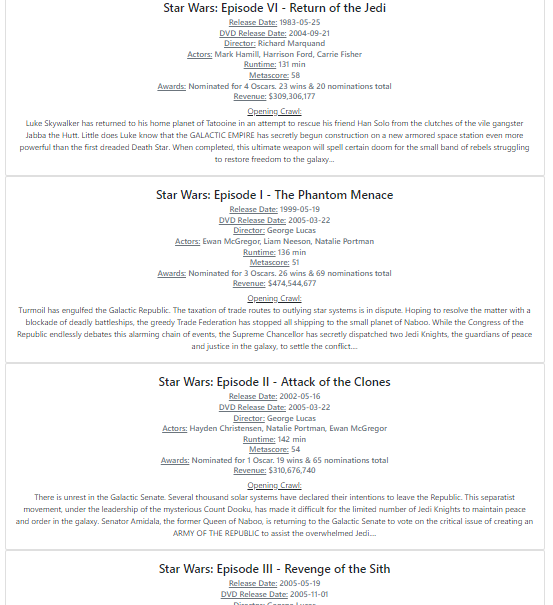 Star Wars: Episode VI - Return of the Jedi
Release Date: 1983-05-25
DVD Release Date: 2004-09-21
Director: Richard Marquand
Actors: Mark Hamill, Harrison Ford, Carrie Fisher
Runtime: 131 min
Metascore: 58
Awards: Nominated for 4 Oscars. 23 wins & 20 nominations total
Revenue: $309,306,177
Opening Crawl:
Luke Skywalker has returned to his home planet of Tatooine in an attempt to rescue his friend Han Solo from the clutches of the vile gangster
Jabba the Hutt. Little does Luke know that the GALACTIC EMPIRE has secretly begun construction on a new armored space station even more
powerful than the first dreaded Death Star. When completed, this ultimate weapon will spell certain doom for the small band of rebels struggling
to restore freedom to the galaxy...
Star Wars: Episode I - The Phantom Menace
Release Date: 1999-05-19
DVD Release Date: 2005-03-22
Director: George Lucas
Actors: Ewan McGregor, Liam Neeson, Natalie Portman
Runtime: 136 min
Metascore: 51
Awards: Nominated for 3 Oscars. 26 wins & 69 nominations total
Revenue: $474,544,677
Opening Crawl:
Turmoil has engulfed the Galactic Republic. The taxation of trade routes to outlying star systems is in dispute. Hoping to resolve the matter with a
blockade of deadly battleships, the greedy Trade Federation has stopped all shipping to the small planet of Naboo. While the Congress of the
Republic endlessly debates this alarming chain of events, the Supreme Chancellor has secretly dispatched two Jedi Knights, the guardians of peace
and justice in the galaxy, to settle the conflict....
Star Wars: Episode II - Attack of the Clones
Release Date: 2002-05-16
DVD Release Date: 2005-03-22
Director: George Lucas
Actors: Hayden Christensen, Natalie Portman, Ewan McGregor
Runtime: 142 min
Metascore: 54
Awards: Nominated for 1 Oscar. 19 wins & 65 nominations total
Revenue: $310,676,740
Opening Crawl:
There is unrest in the Galactic Senate. Several thousand solar systems have declared their intentions to leave the Republic. This separatist
movement, under the leadership of the mysterious Count Dooku, has made it difficult for the limited number of Jedi Knights to maintain peace
and order in the galaxy. Senator Amidala, the former Queen of Naboo, is returning to the Galactic Senate to vote on the critical issue of creating an
ARMY OF THE REPUBLIC to assist the overwhelmed Jedi....
Star Wars: Episode III - Revenge of the Sith
Release Date: 2005-05-19
DVD Release Date: 2005-11-01
Director: George Lucas